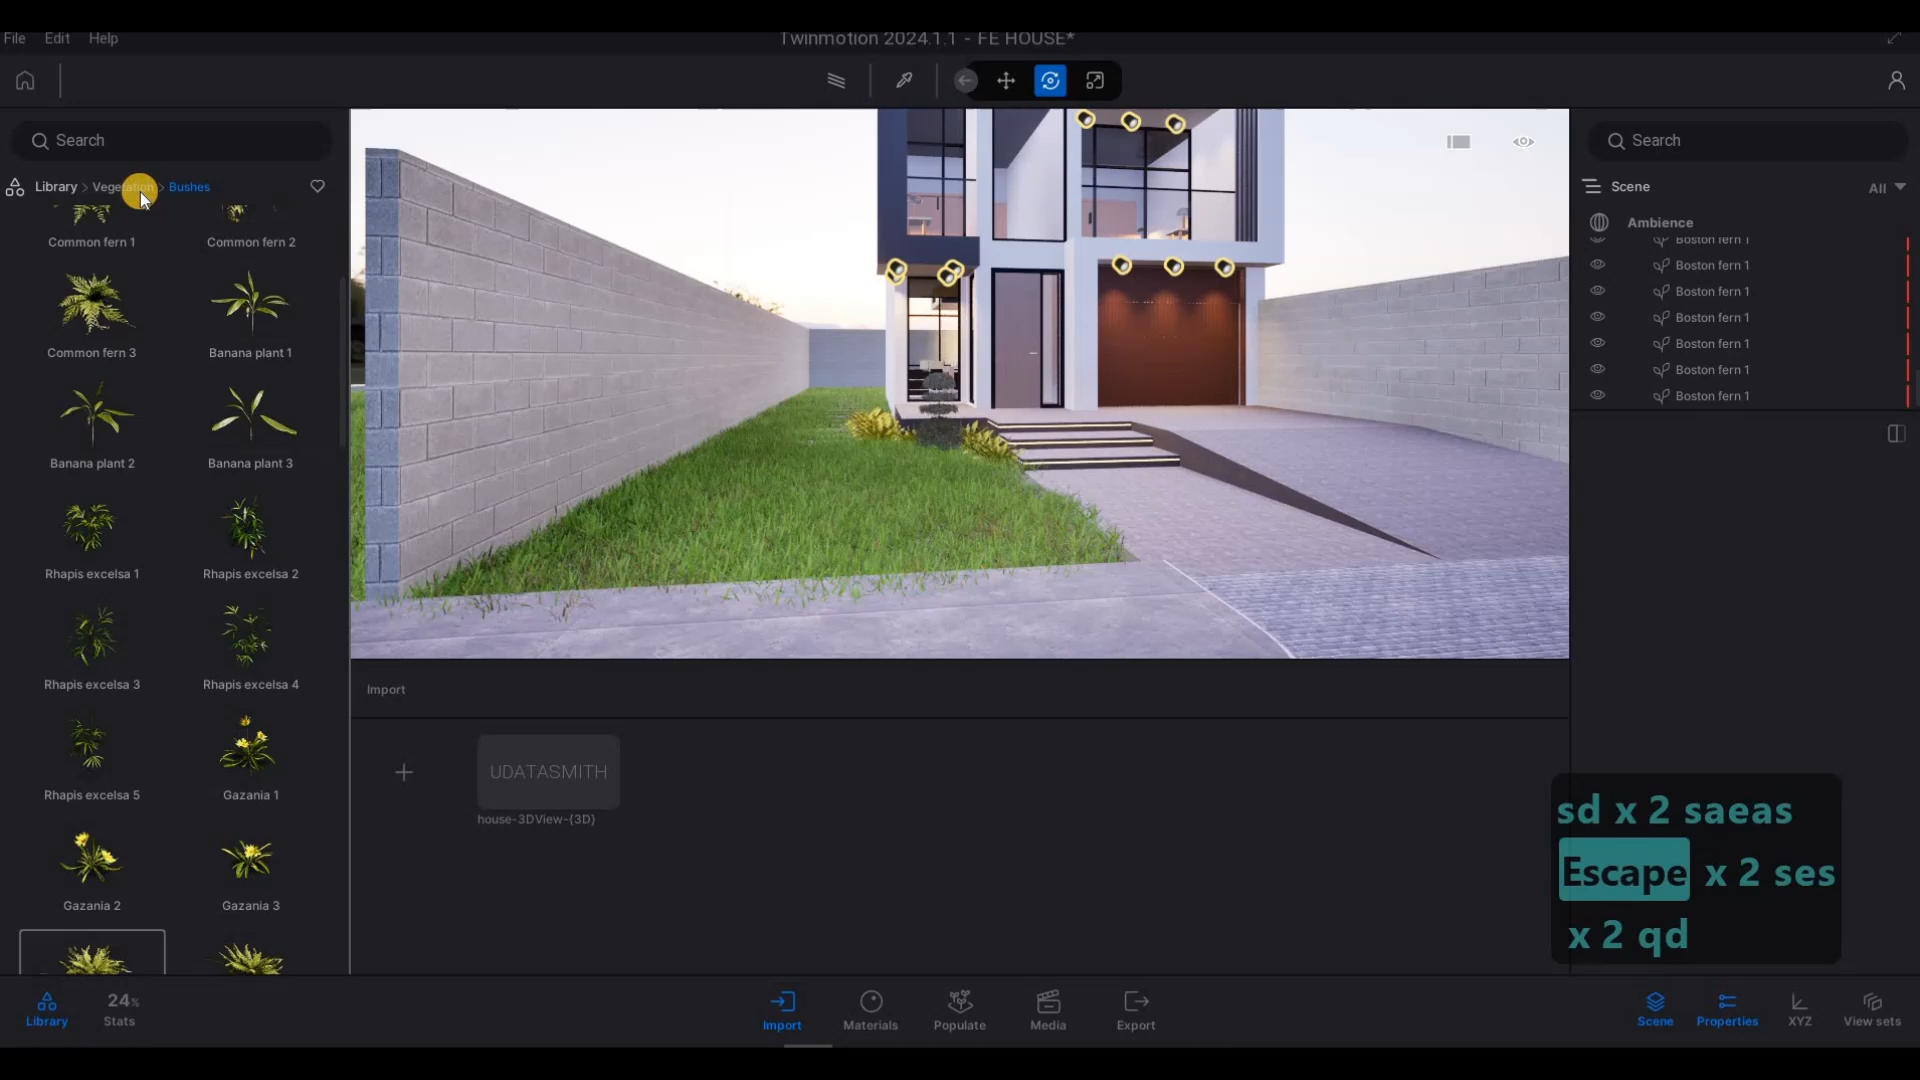 File Edit Help
Twinmotion 2024.1.1 - FE HOUSE*
Search
Library > Vegetation > Bushes
Common fern 1 Common fern 2
Common fern 3 Banana plant 1
Banana plant 2 Banana plant 3
Rhapis excelsa 1 Rhapis excelsa 2
Rhapis excelsa 3 Rhapis excelsa 4
Rhapis excelsa 5 Gazania 1
Gazania 2 Gazania 3
Search
Scene All
Ambience
Boston fern 1
Boston fern 1
Boston fern 1
Boston fern 1
Boston fern 1
Boston fern 1
Boston fern 1
Import
UDATASMITH
house-3DView-{3D}
sd x 2 saeas
Escape x 2 ses
x 2 qd
Library
24%
Stats
Import Materials Populate Media Export
Scene Properties XYZ View sets